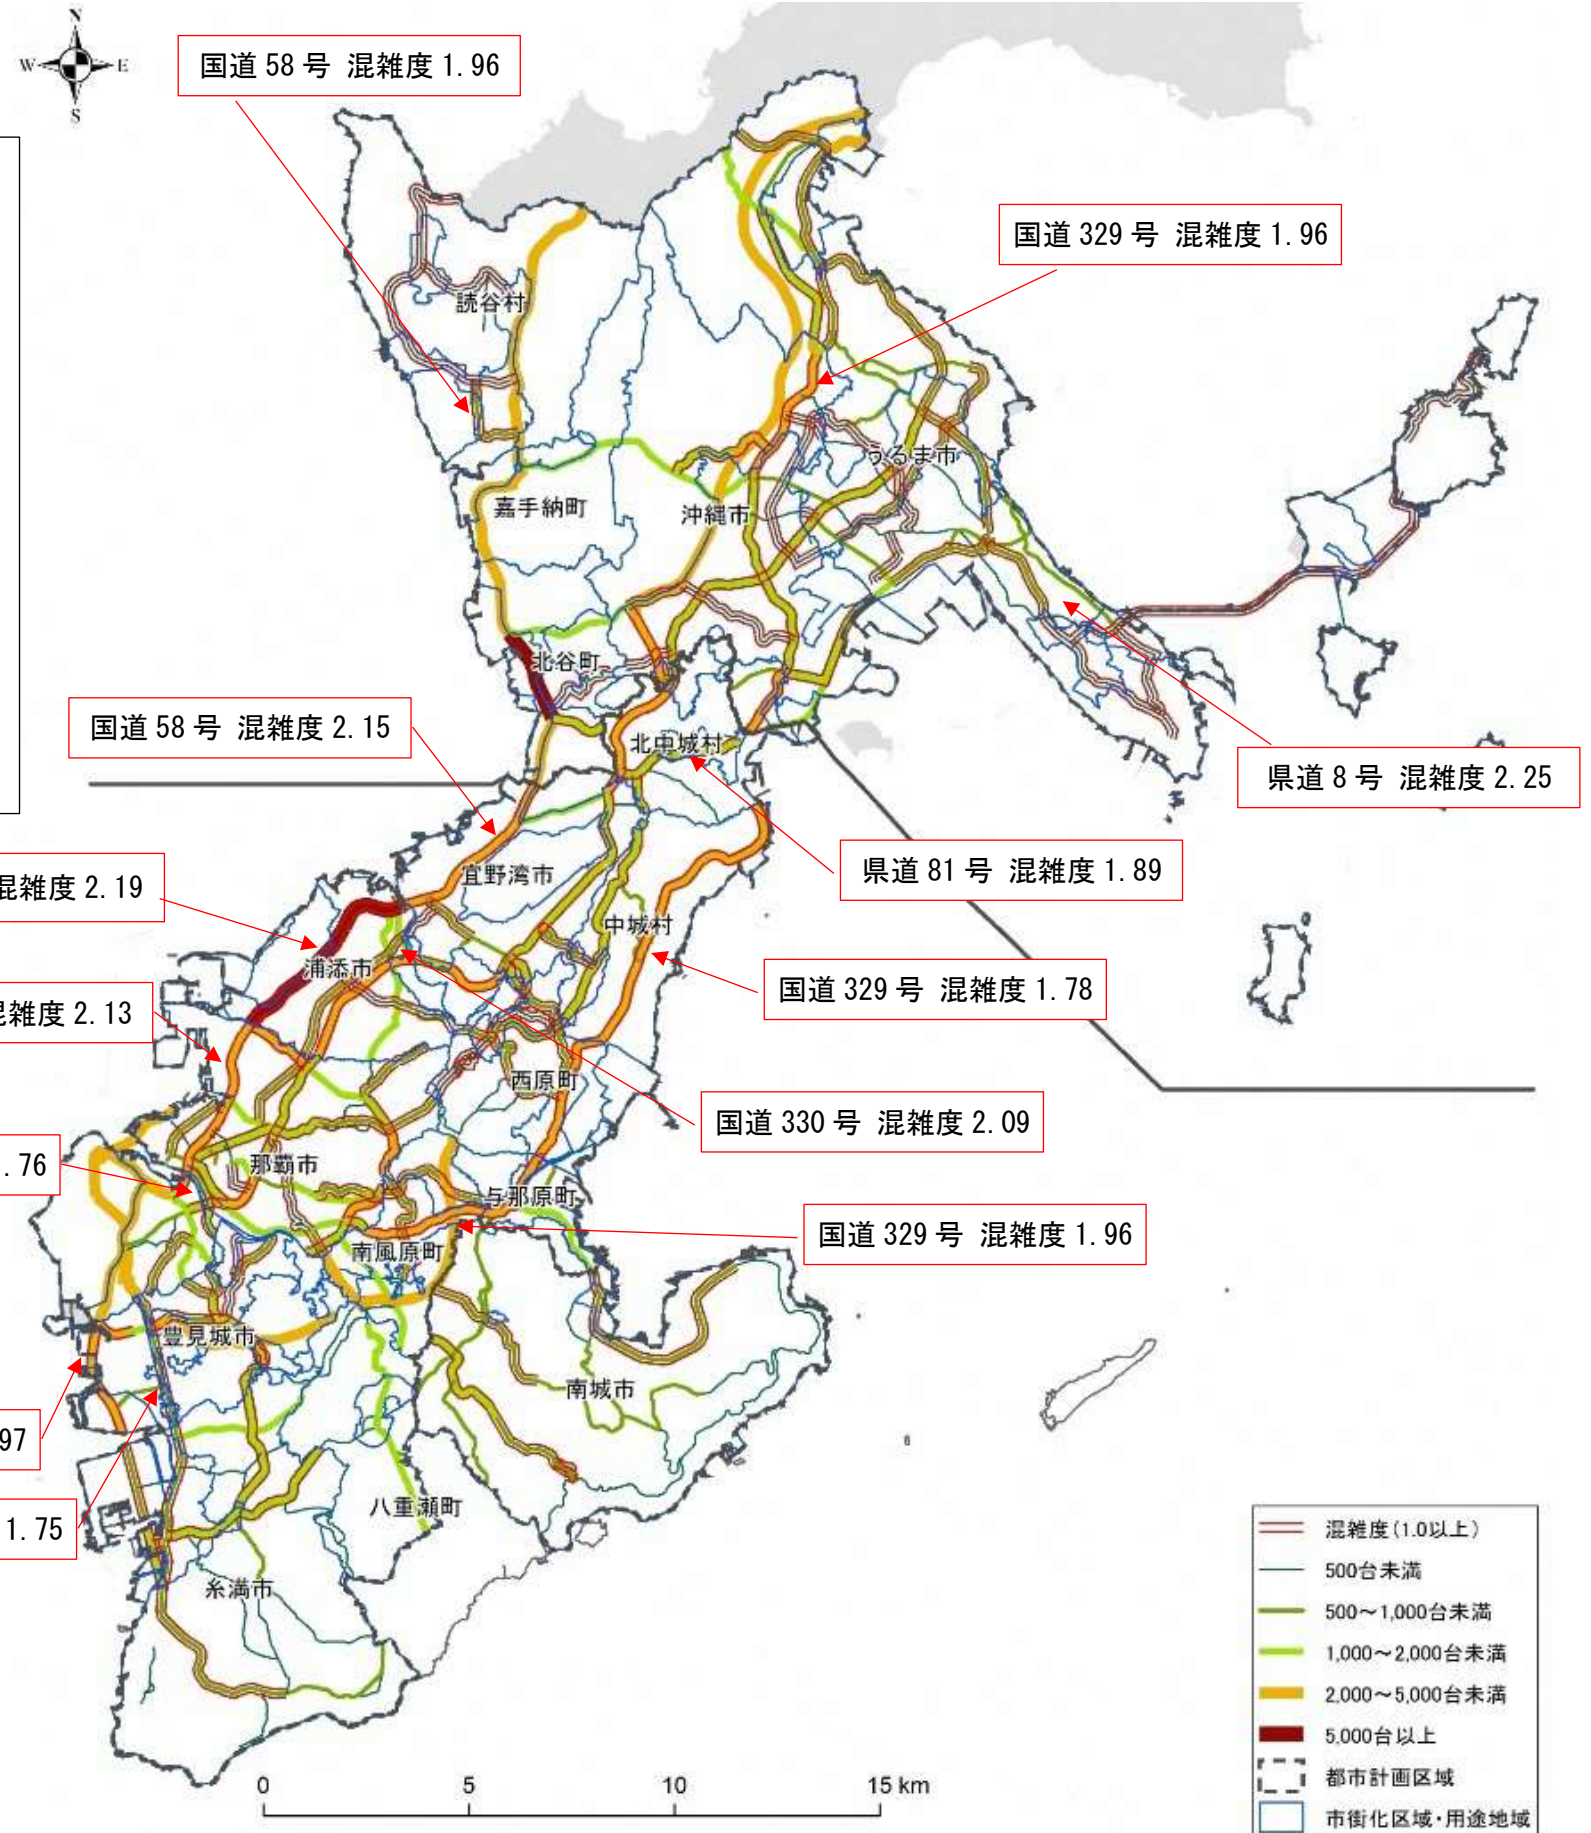 N
W
E
S
国道 58 号 混雑度 1.96
国道 329 号 混雑度 1.96
読谷村
うるま市
嘉手納町
沖縄市
北谷町
国道 58 号 混雑度 2.15
北中城村
県道 8 号 混雑度 2.25
混雑度 2.19
宜野湾市
県道 81 号 混雑度 1.89
中城村
浦添市
国道 329 号 混雑度 1.78
混雑度 2.13
西原町
国道 330 号 混雑度 2.09
.76
那覇市
与那原町
国道 329 号 混雑度 1.96
南風原町
豊見城市
南城市
97
八重瀬町
1.75
糸満市
混雑度(1.0以上)
500台未満
500～1,000台未満
1,000～2,000台未満
2,000～5,000台未満
5,000台以上
都市計画区域
市街化区域・用途地域
0
5
10
15 km